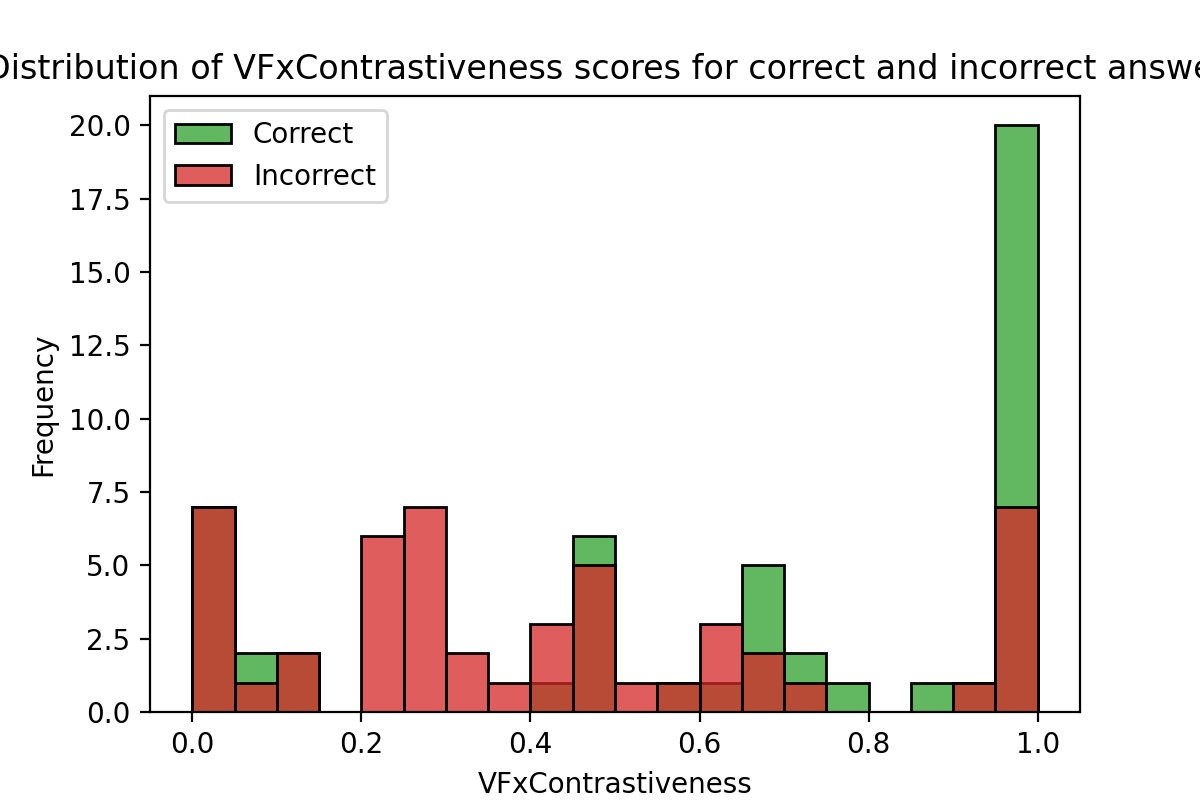 Distribution of VFxContrastiveness scores for correct and incorrect answe
20.0
Correct
Incorrect
17.5
15.0
12.5
10.0
7.5
5.0
2.5
0.0
Frequency
0.0 0.2 0.4 0.6 0.8 1.0
VFxContrastiveness